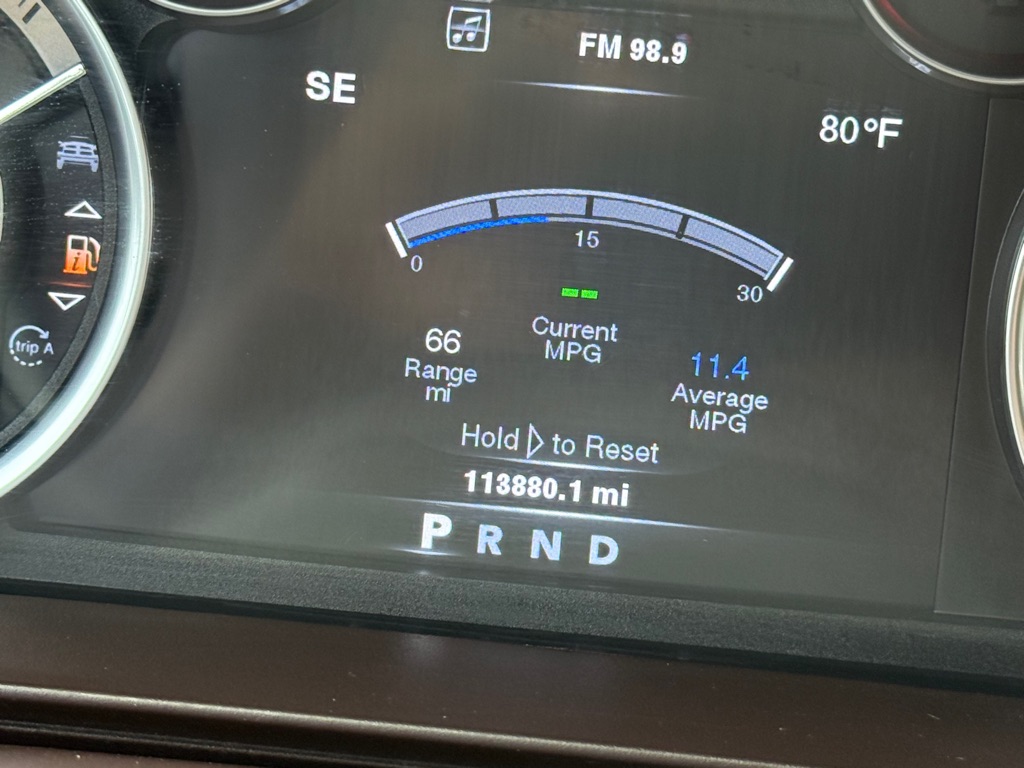 FM 98.9
SE
80°F
0
15
30
--
Current
MPG
66
Range
mi
11.4
Average
MPG
trip A
Hold ▷ to Reset
113880.1 mi
P R N D